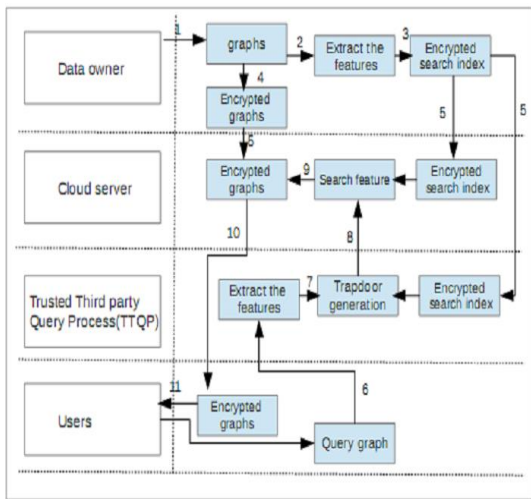 1
graphs
2
Extract the
features
3
Encrypted
search index
Data owner
4
Encrypted
graphs
5
5
5
Cloud server
Encrypted
graphs
9
Search feature
Encrypted
search index
10
8
Trusted Third party
Query Process(TTQP)
Extract the
features
7
Trapdoor
generation
Encrypted
search index
11
6
Users
Encrypted
graphs
Query graph